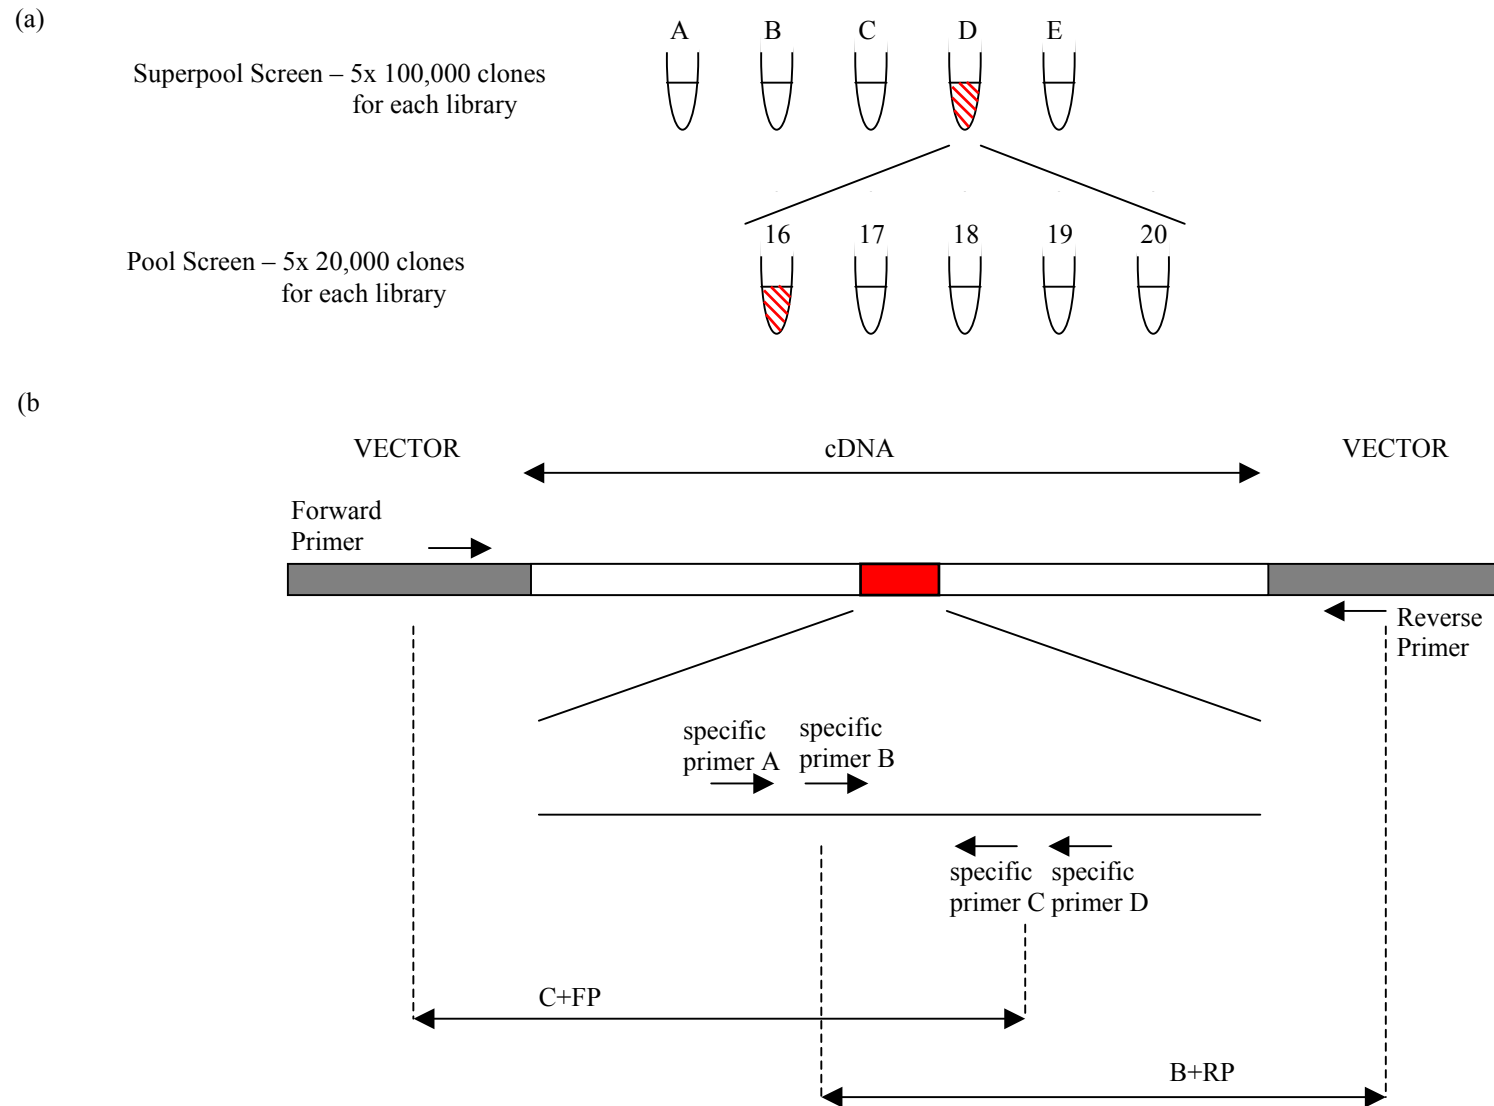 (a)
A B C D E
Superpool Screen – 5x 100,000 clones
for each library
16 17 18 19 20
Pool Screen – 5x 20,000 clones
for each library
(b
VECTOR cDNA VECTOR
Forward
Primer
Reverse
Primer
specific
primer A
specific
primer B
specific
primer C
specific
primer D
C+FP
B+RP